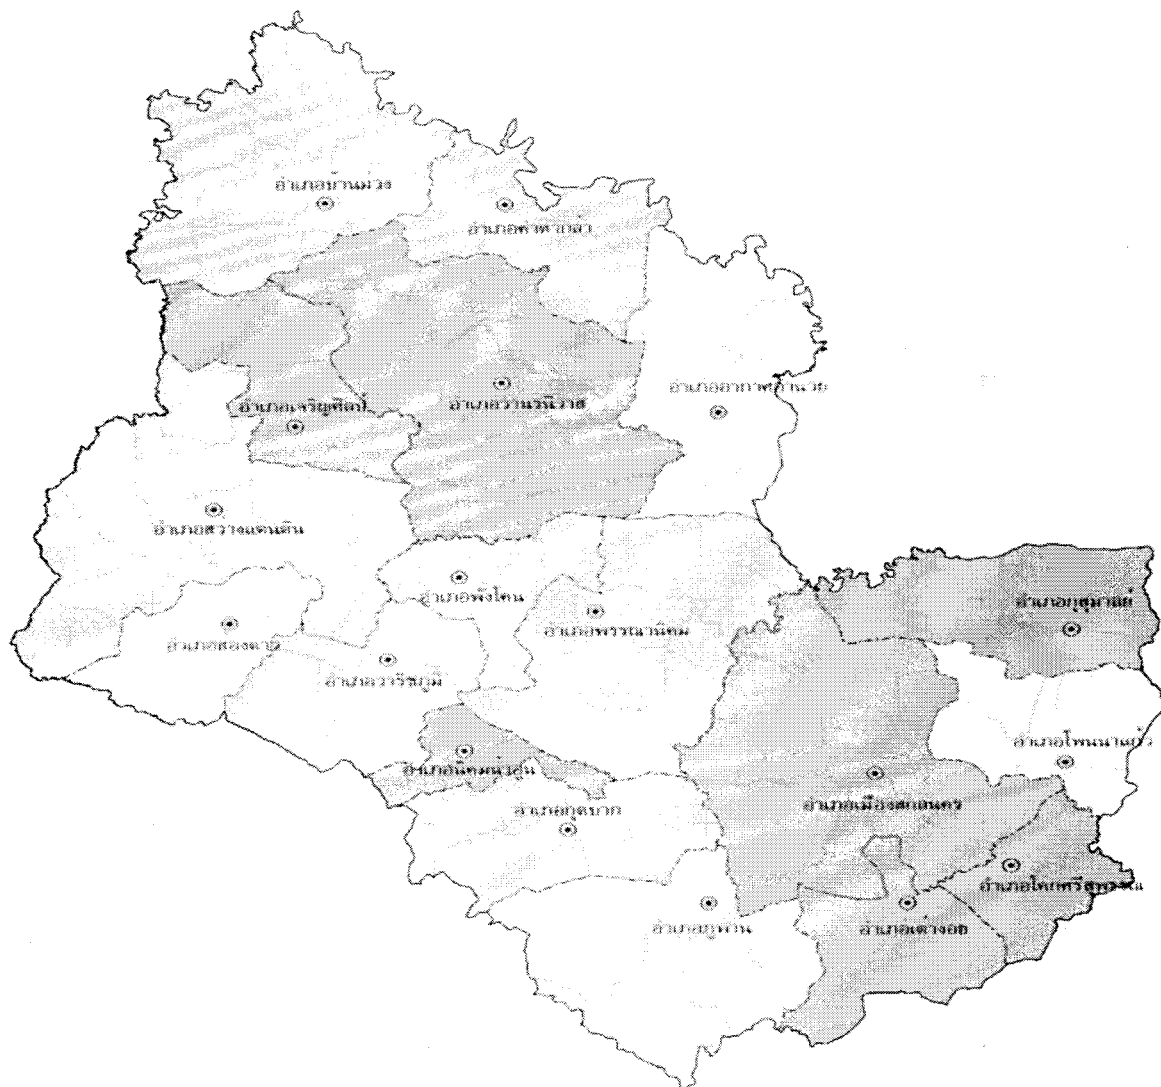 อำเภอบ้านม่วง
อำเภอคำตากล้า
อำเภออากาศอำนวย
อำเภอเจริญศิลป์
อำเภอวานรนิวาส
อำเภอสว่างแดนดิน
อำเภอพังโคน
อำเภอพรรณานิคม
อำเภอกุสุมาลย์
อำเภอส่องดาว
อำเภอวาริชภูมิ
อำเภอโพนนาแก้ว
อำเภอนิคมน้ำอูน
อำเภอเมืองสกลนคร
อำเภอกุดบาก
อำเภอโคกศรีสุพรรณ
อำเภอภูพาน
อำเภอเต่างอย